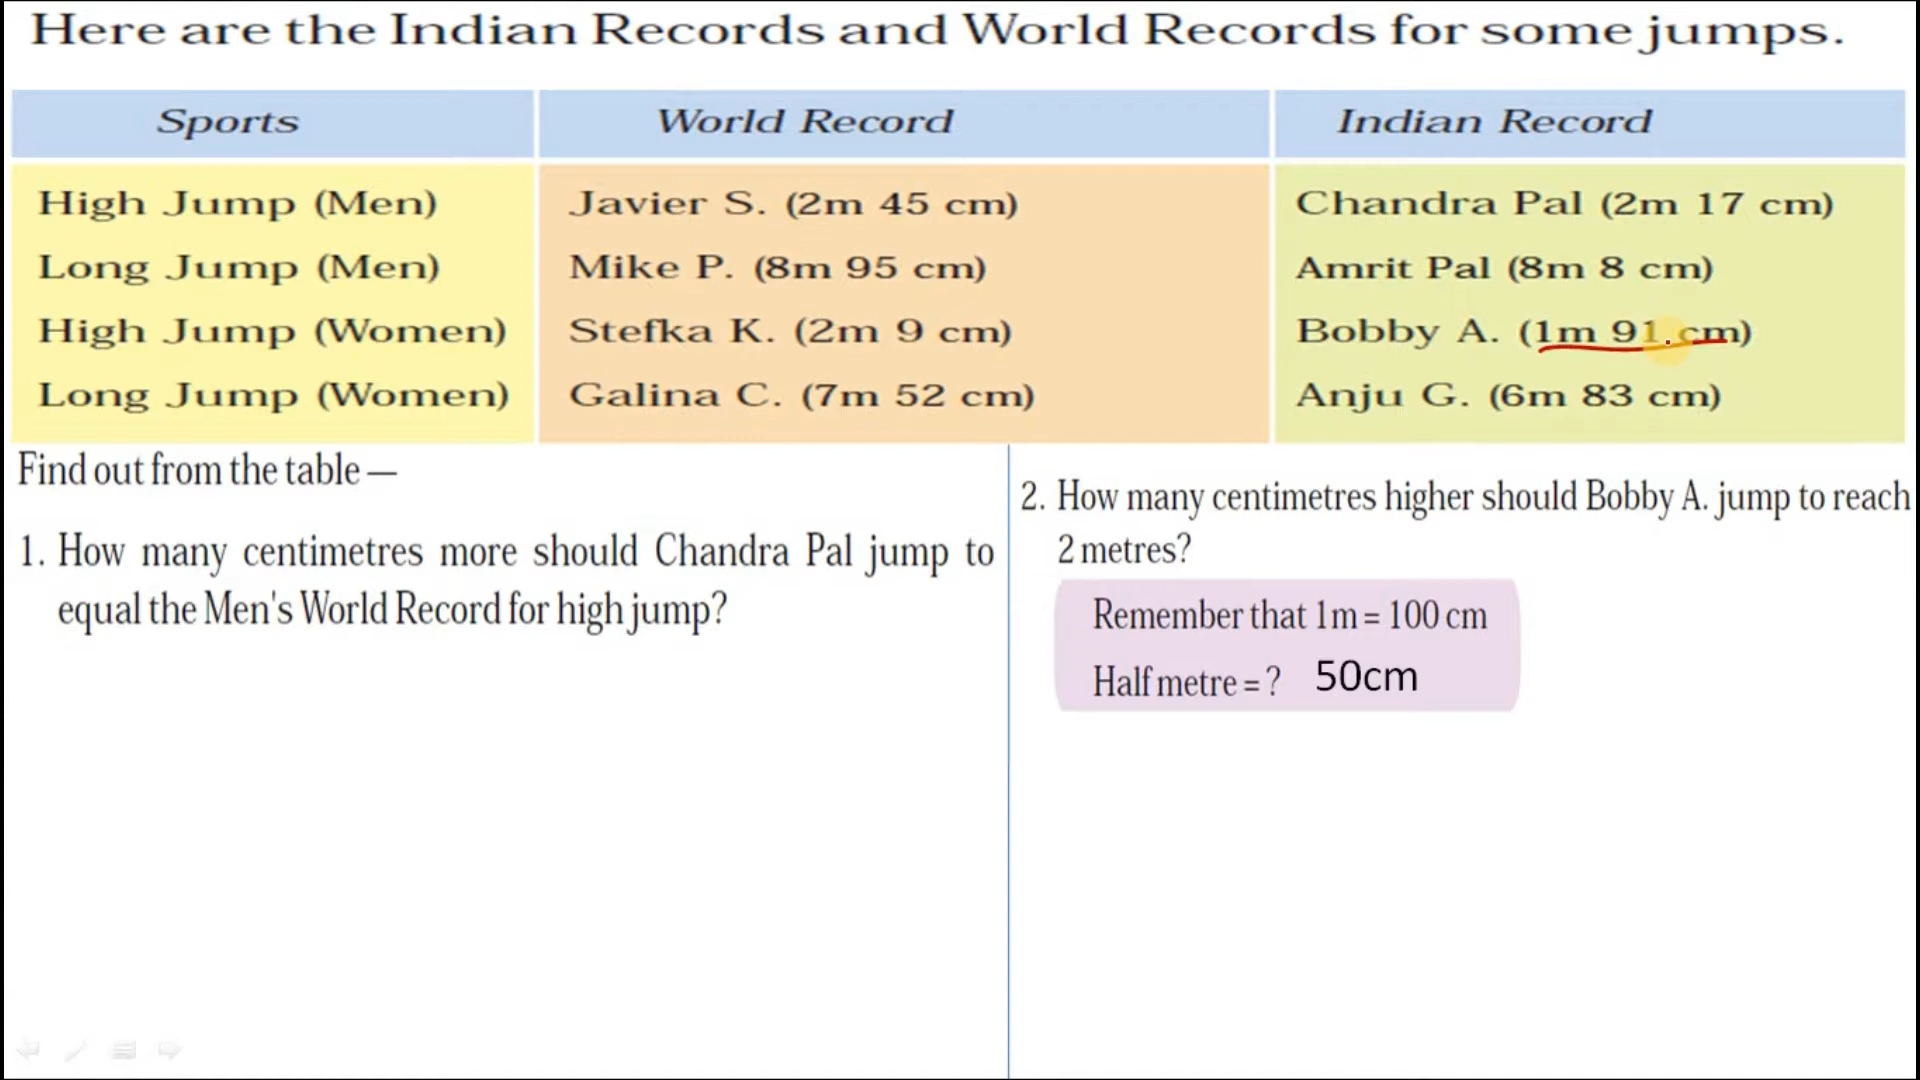 Here are the Indian Records and World Records for some jumps.
Sports World Record Indian Record
High Jump (Men) Javier S. (2m 45 cm) Chandra Pal (2m 17 cm)
Long Jump (Men) Mike P. (8m 95 cm) Amrit Pal (8m 8 cm)
High Jump (Women) Stefka K. (2m 9 cm) Bobby A. (1m 91 cm)
Long Jump (Women) Galina C. (7m 52 cm) Anju G. (6m 83 cm)
Find out from the table —
1. How many centimetres more should Chandra Pal jump to
equal the Men's World Record for high jump?
2. How many centimetres higher should Bobby A. jump to reach
2 metres?
Remember that 1m = 100 cm
Half metre = ? 50cm